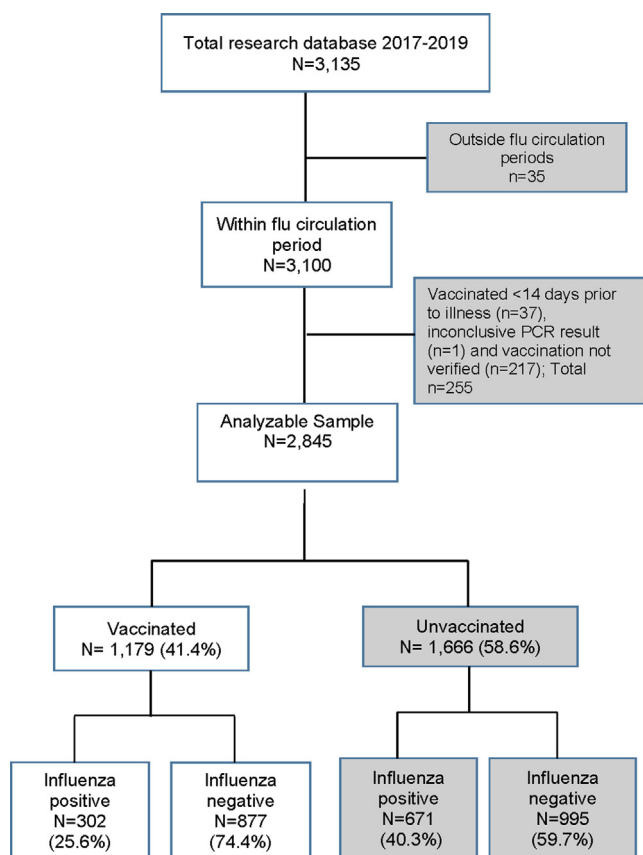 Total research database 2017-2019
N=3,135
Outside flu circulation
periods
n=35
Within flu circulation
period
N=3,100
Vaccinated <14 days prior
to illness (n=37),
inconclusive PCR result
(n=1) and vaccination not
verified (n=217); Total
n=255
Analyzable Sample
N=2,845
Vaccinated
N= 1,179 (41.4%)
Unvaccinated
N= 1,666 (58.6%)
Influenza
positive
N=302
(25.6%)
Influenza
negative
N=877
(74.4%)
Influenza
positive
N=671
(40.3%)
Influenza
negative
N=995
(59.7%)